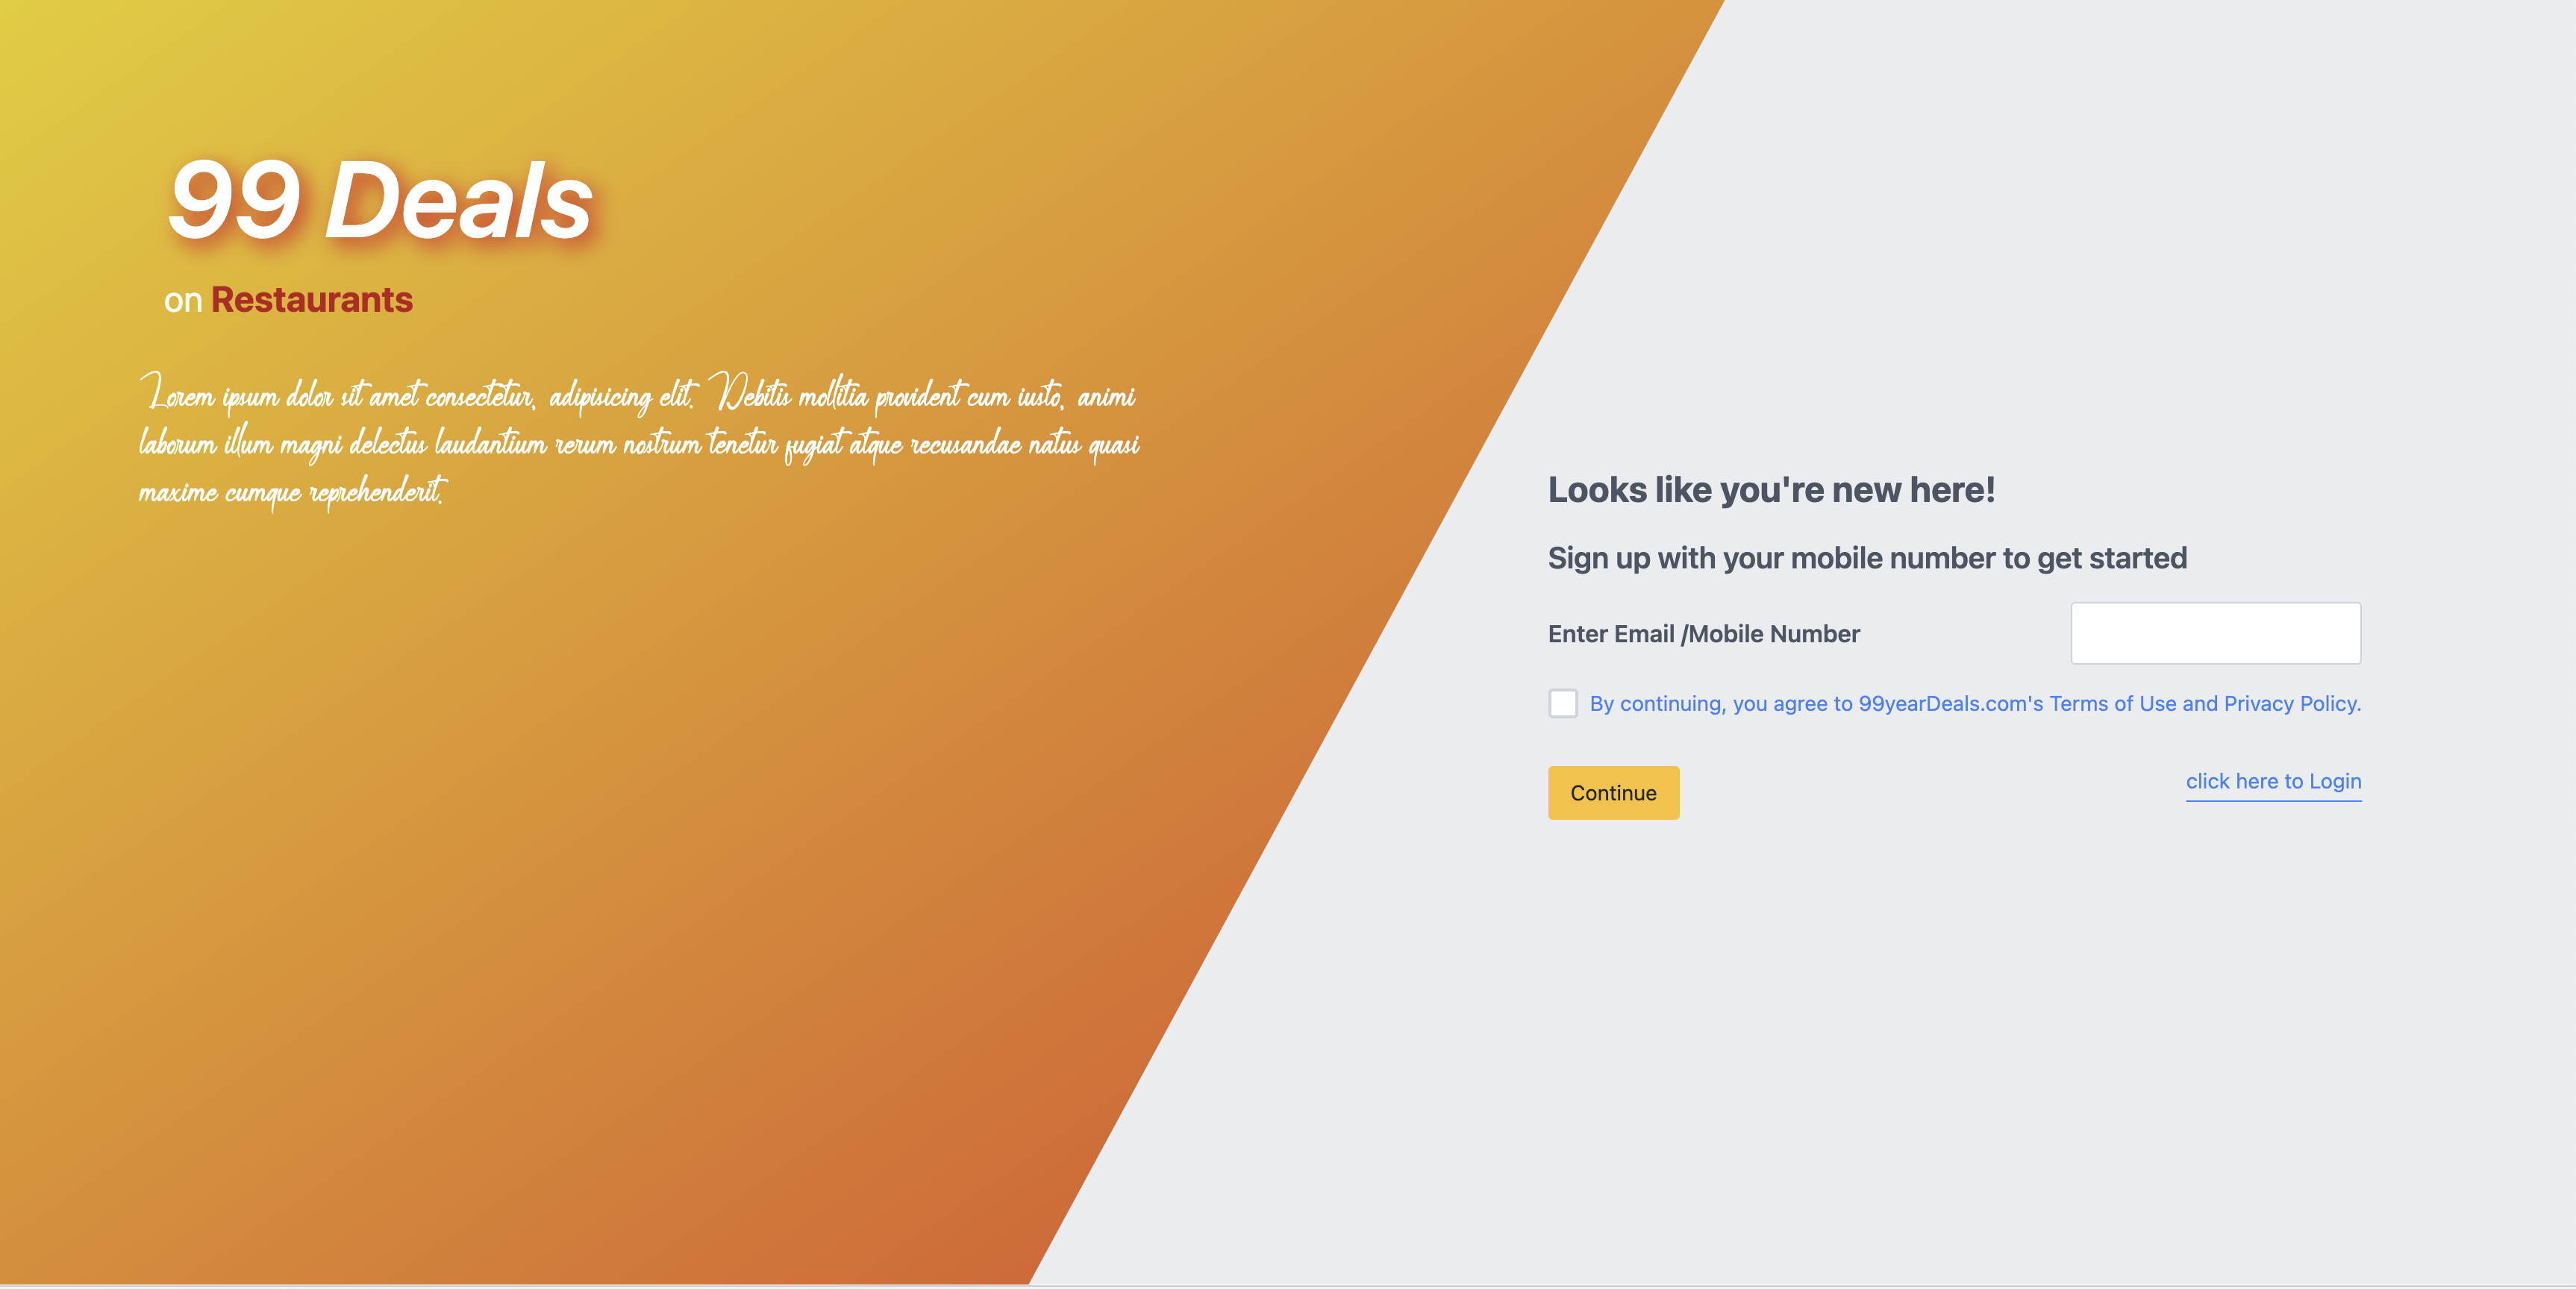 99 Deals
on Restaurants
Lorem ipsum dolor sit amet consectetur, adipisicing elit. Debitis mollitia provident cum iusto, animi
laborum illum magni delectus laudantium rerum nostrum tenetur fugiat atque recusandae natus quasi
maxime cumque reprehenderit.
Looks like you're new here!
Sign up with your mobile number to get started
Enter Email /Mobile Number
By continuing, you agree to 99yearDeals.com's Terms of Use and Privacy Policy.
Continue
click here to Login